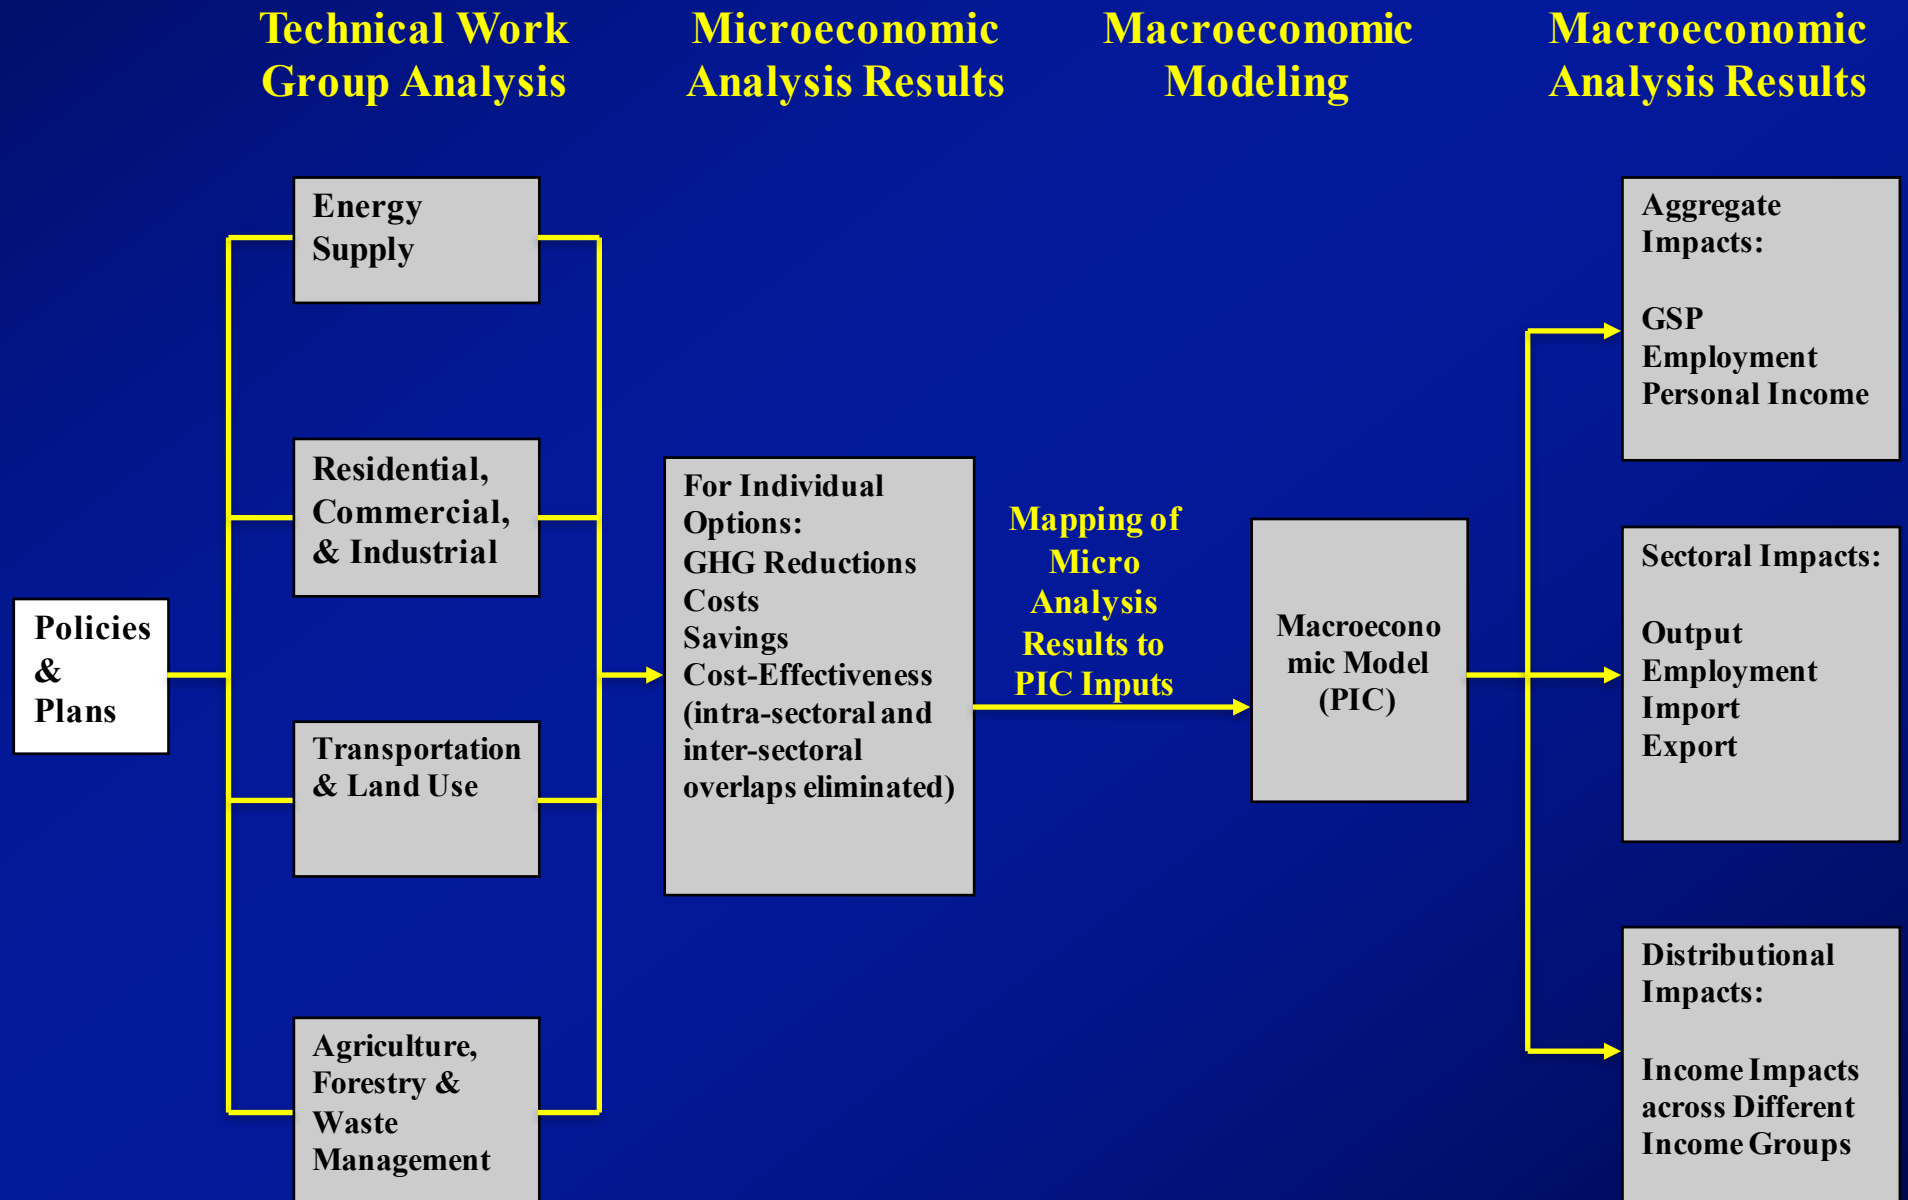 Technical Work
Group Analysis
Microeconomic
Analysis Results
Macroeconomic
Modeling
Macroeconomic
Analysis Results
Policies
&
Plans
Energy
Supply
Residential,
Commercial,
& Industrial
Transportation
& Land Use
Agriculture,
Forestry &
Waste
Management
For Individual
Options:
GHG Reductions
Costs
Savings
Cost-Effectiveness
(intra-sectoral and
inter-sectoral
overlaps eliminated)
Mapping of
Micro
Analysis
Results to
PIC Inputs
Macroecono
mic Model
(PIC)
Aggregate
Impacts:
GSP
Employment
Personal Income
Sectoral Impacts:
Output
Employment
Import
Export
Distributional
Impacts:
Income Impacts
across Different
Income Groups